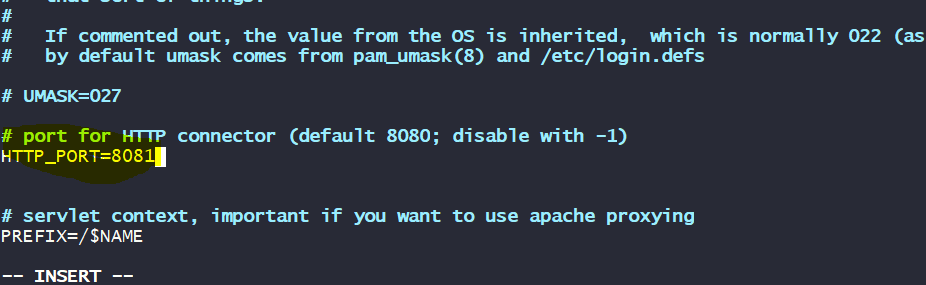 #   that sort of things.
#
#   If commented out, the value from the OS is inherited,  which is normally 022 (as
#   by default umask comes from pam_umask(8) and /etc/login.defs
# UMASK=027
# port for HTTP connector (default 8080; disable with -1)
HTTP_PORT=8081
# servlet context, important if you want to use apache proxying
PREFIX=/$NAME
-- INSERT --